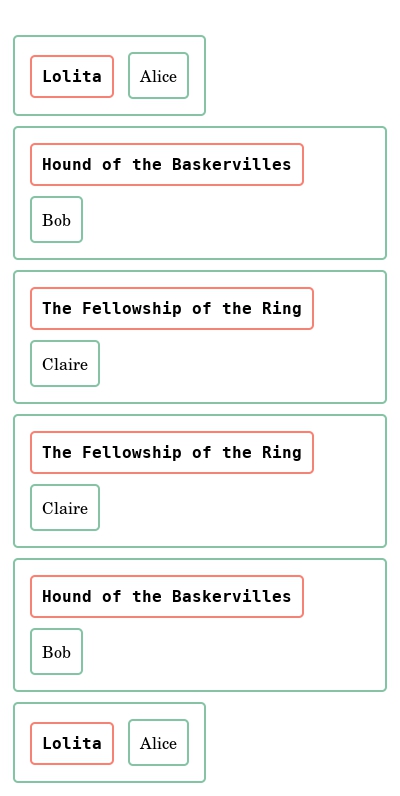 Lolita Alice
Hound of the Baskervilles
Bob
The Fellowship of the Ring
Claire
The Fellowship of the Ring
Claire
Hound of the Baskervilles
Bob
Lolita Alice